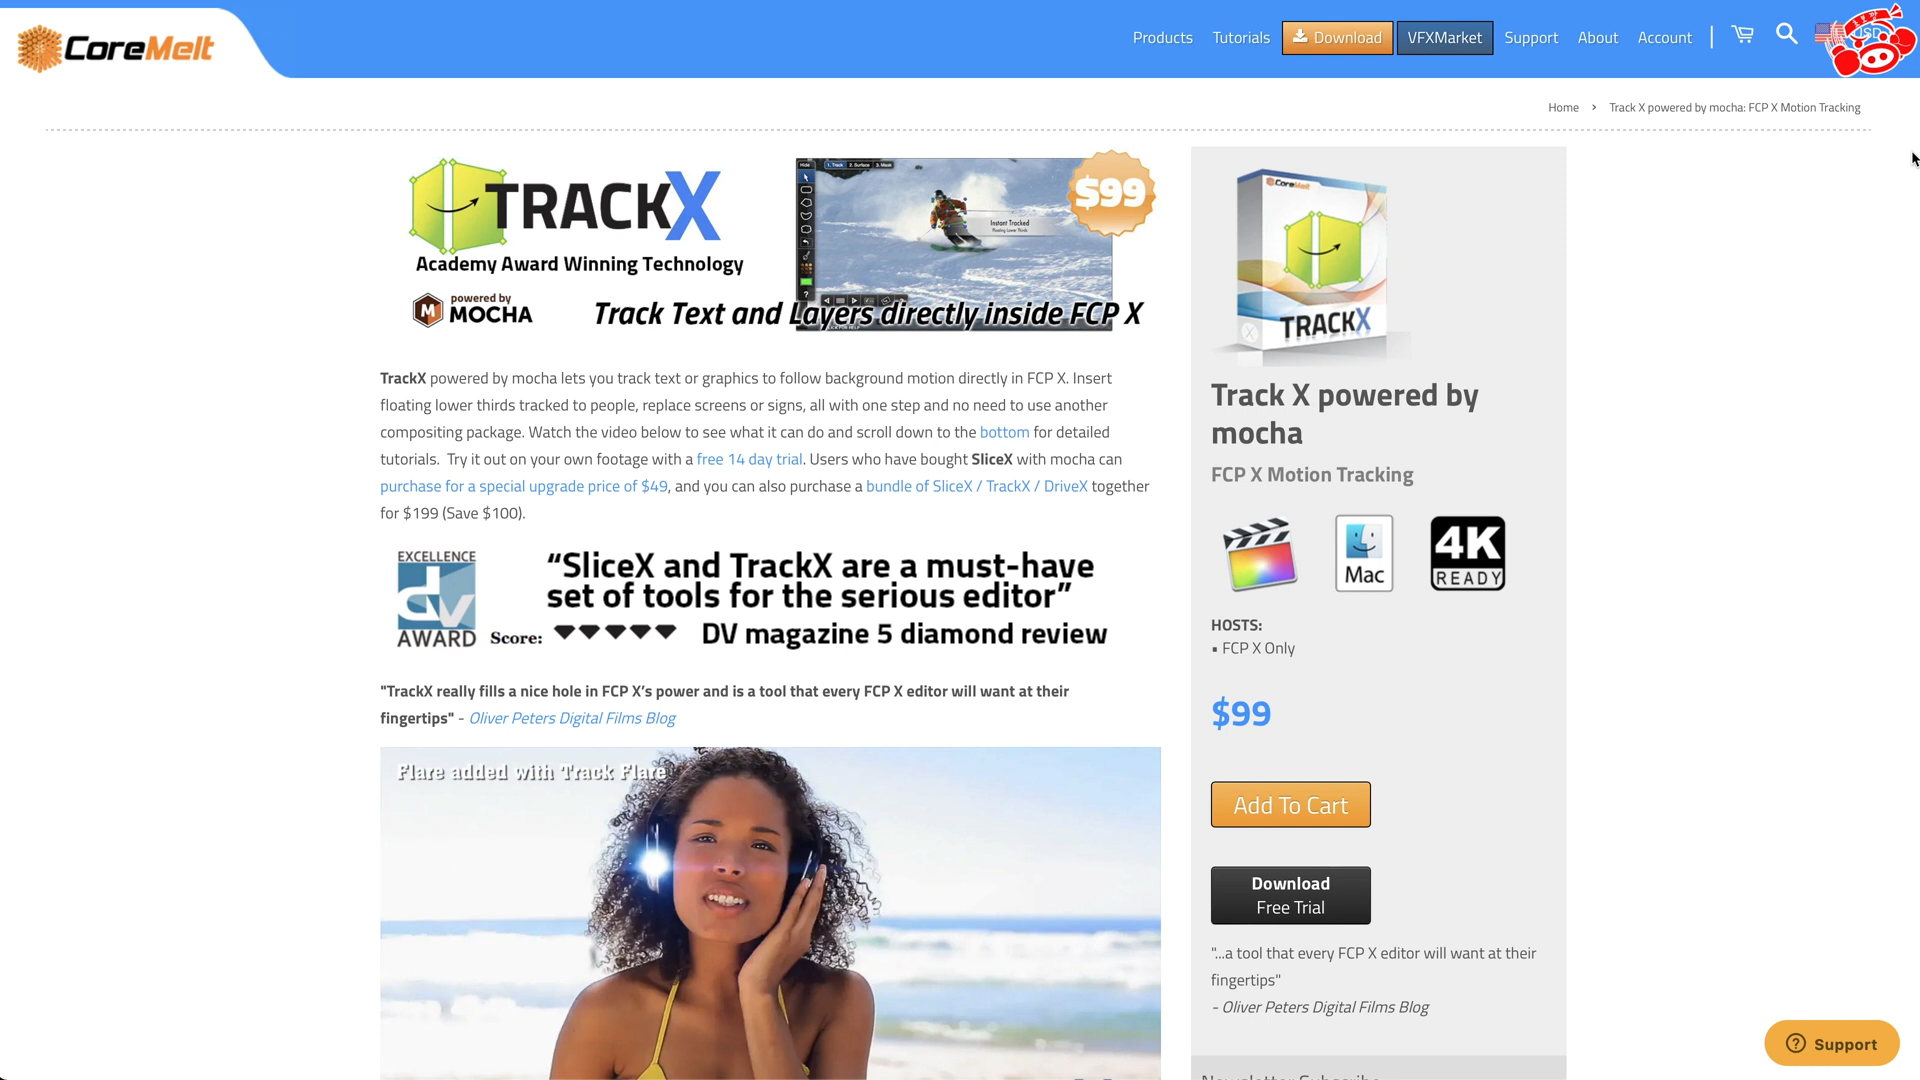 CoreMelt
Products
Tutorials
Download
VFXMarket
Support
About
Account
Home › Track X powered by mocha: FCP X Motion Tracking
TRACKX
Academy Award Winning Technology
powered by
MOCHA
Hide
1. Track 2. Surface 3. Mask
Instant Tracked
Floating Lower Thirds
$99
Track Text and Layers directly inside FCP X
TrackX powered by mocha lets you track text or graphics to follow background motion directly in FCP X. Insert
floating lower thirds tracked to people, replace screens or signs, all with one step and no need to use another
compositing package. Watch the video below to see what it can do and scroll down to the bottom for detailed
tutorials. Try it out on your own footage with a free 14 day trial. Users who have bought SliceX with mocha can
purchase for a special upgrade price of $49, and you can also purchase a bundle of SliceX / TrackX / DriveX together
for $199 (Save $100).
EXCELLENCE
dv
AWARD
“SliceX and TrackX are a must-have
set of tools for the serious editor”
Score:
DV magazine 5 diamond review
"TrackX really fills a nice hole in FCP X’s power and is a tool that every FCP X editor will want at their
fingertips" - Oliver Peters Digital Films Blog
Flare added with Track Flare
CoreMelt
TRACKX
Track X powered by
mocha
FCP X Motion Tracking
Mac
4K
READY
HOSTS:
▪ FCP X Only
$99
Add To Cart
Download
Free Trial
"...a tool that every FCP X editor will want at their
fingertips"
- Oliver Peters Digital Films Blog
Newsletter Subscribe
Support